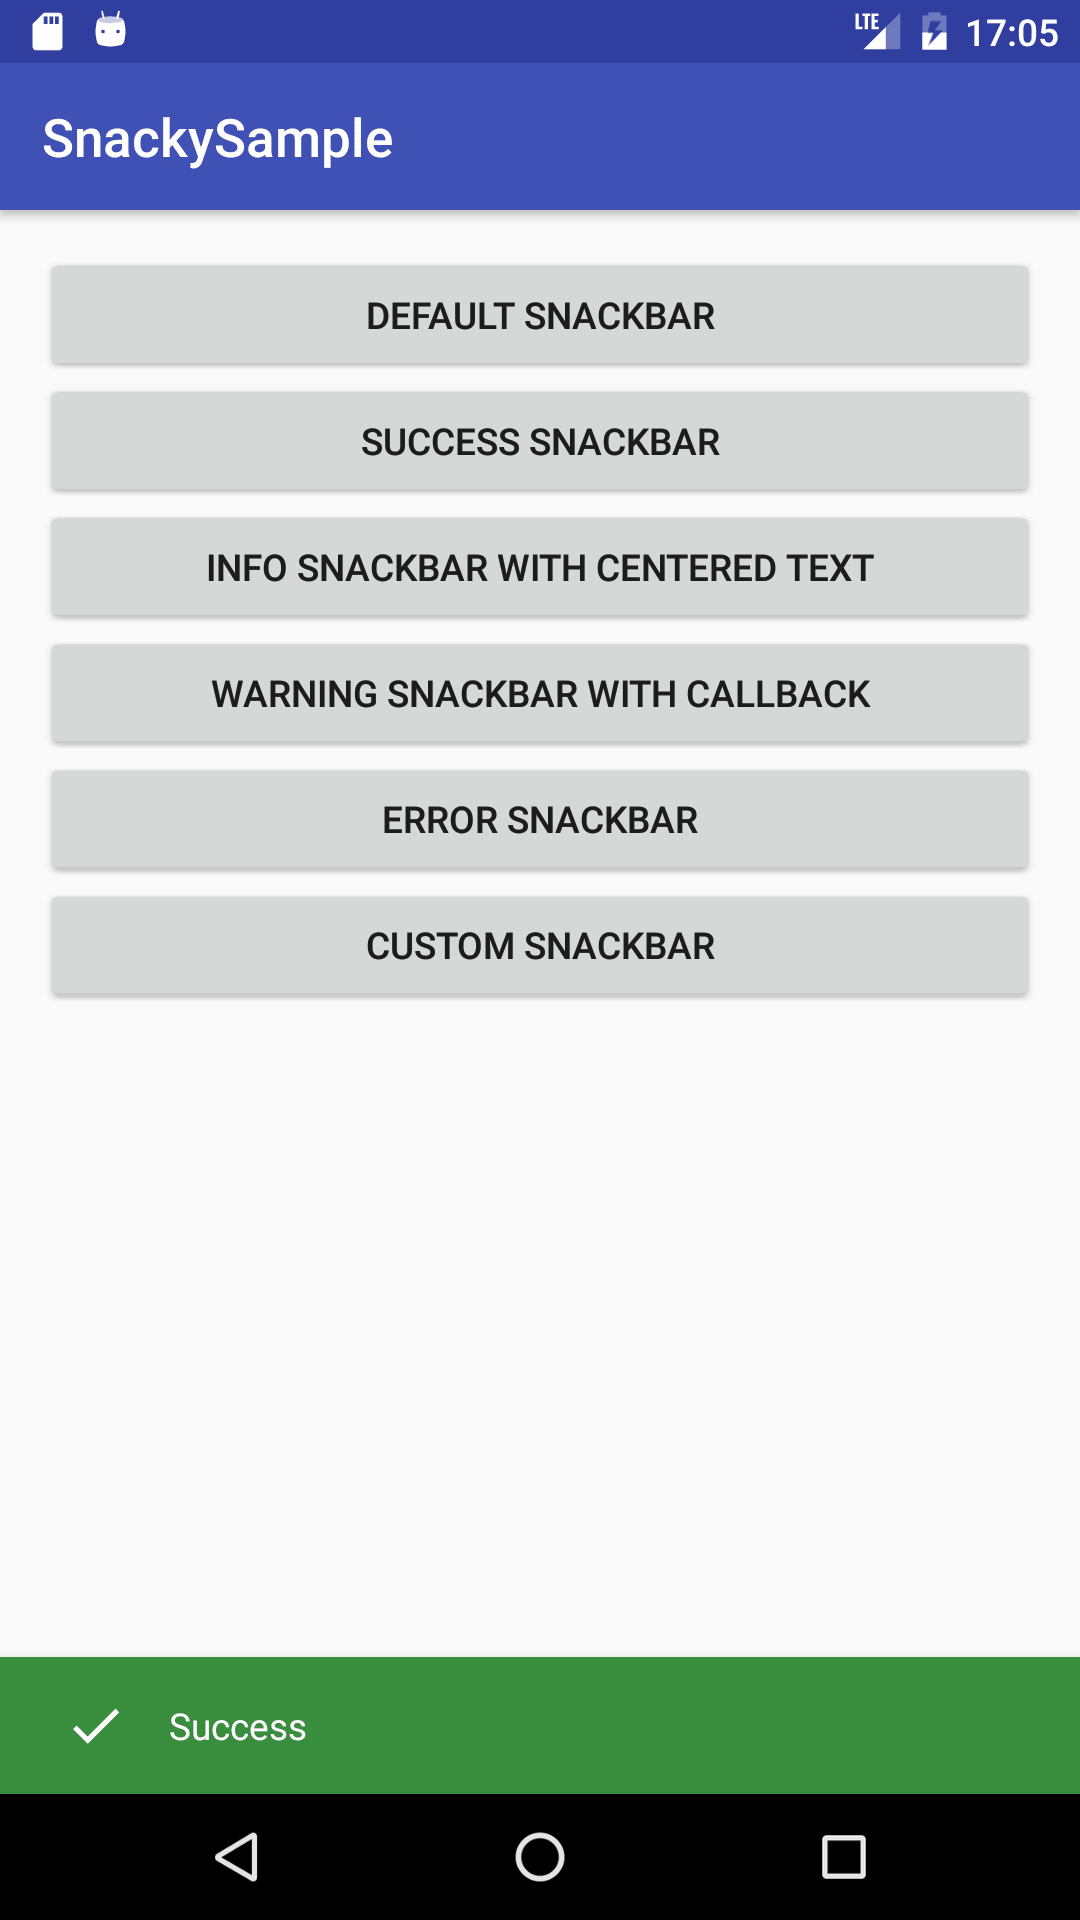 LTE 17:05
SnackySample
DEFAULT SNACKBAR
SUCCESS SNACKBAR
INFO SNACKBAR WITH CENTERED TEXT
WARNING SNACKBAR WITH CALLBACK
ERROR SNACKBAR
CUSTOM SNACKBAR
Success